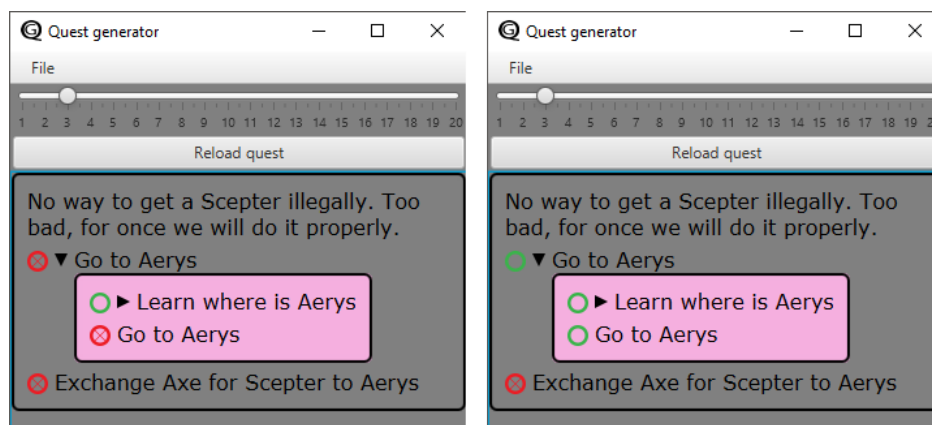 Quest generator
File
1 2 3 4 5 6 7 8 9 10 11 12 13 14 15 16 17 18 19 20
Reload quest
No way to get a Scepter illegally. Too
bad, for once we will do it properly.
Go to Aerys
Learn where is Aerys
Go to Aerys
Exchange Axe for Scepter to Aerys
Quest generator
File
1 2 3 4 5 6 7 8 9 10 11 12 13 14 15 16 17 18 19 2
Reload quest
No way to get a Scepter illegally. Too
bad, for once we will do it properly.
Go to Aerys
Learn where is Aerys
Go to Aerys
Exchange Axe for Scepter to Aerys